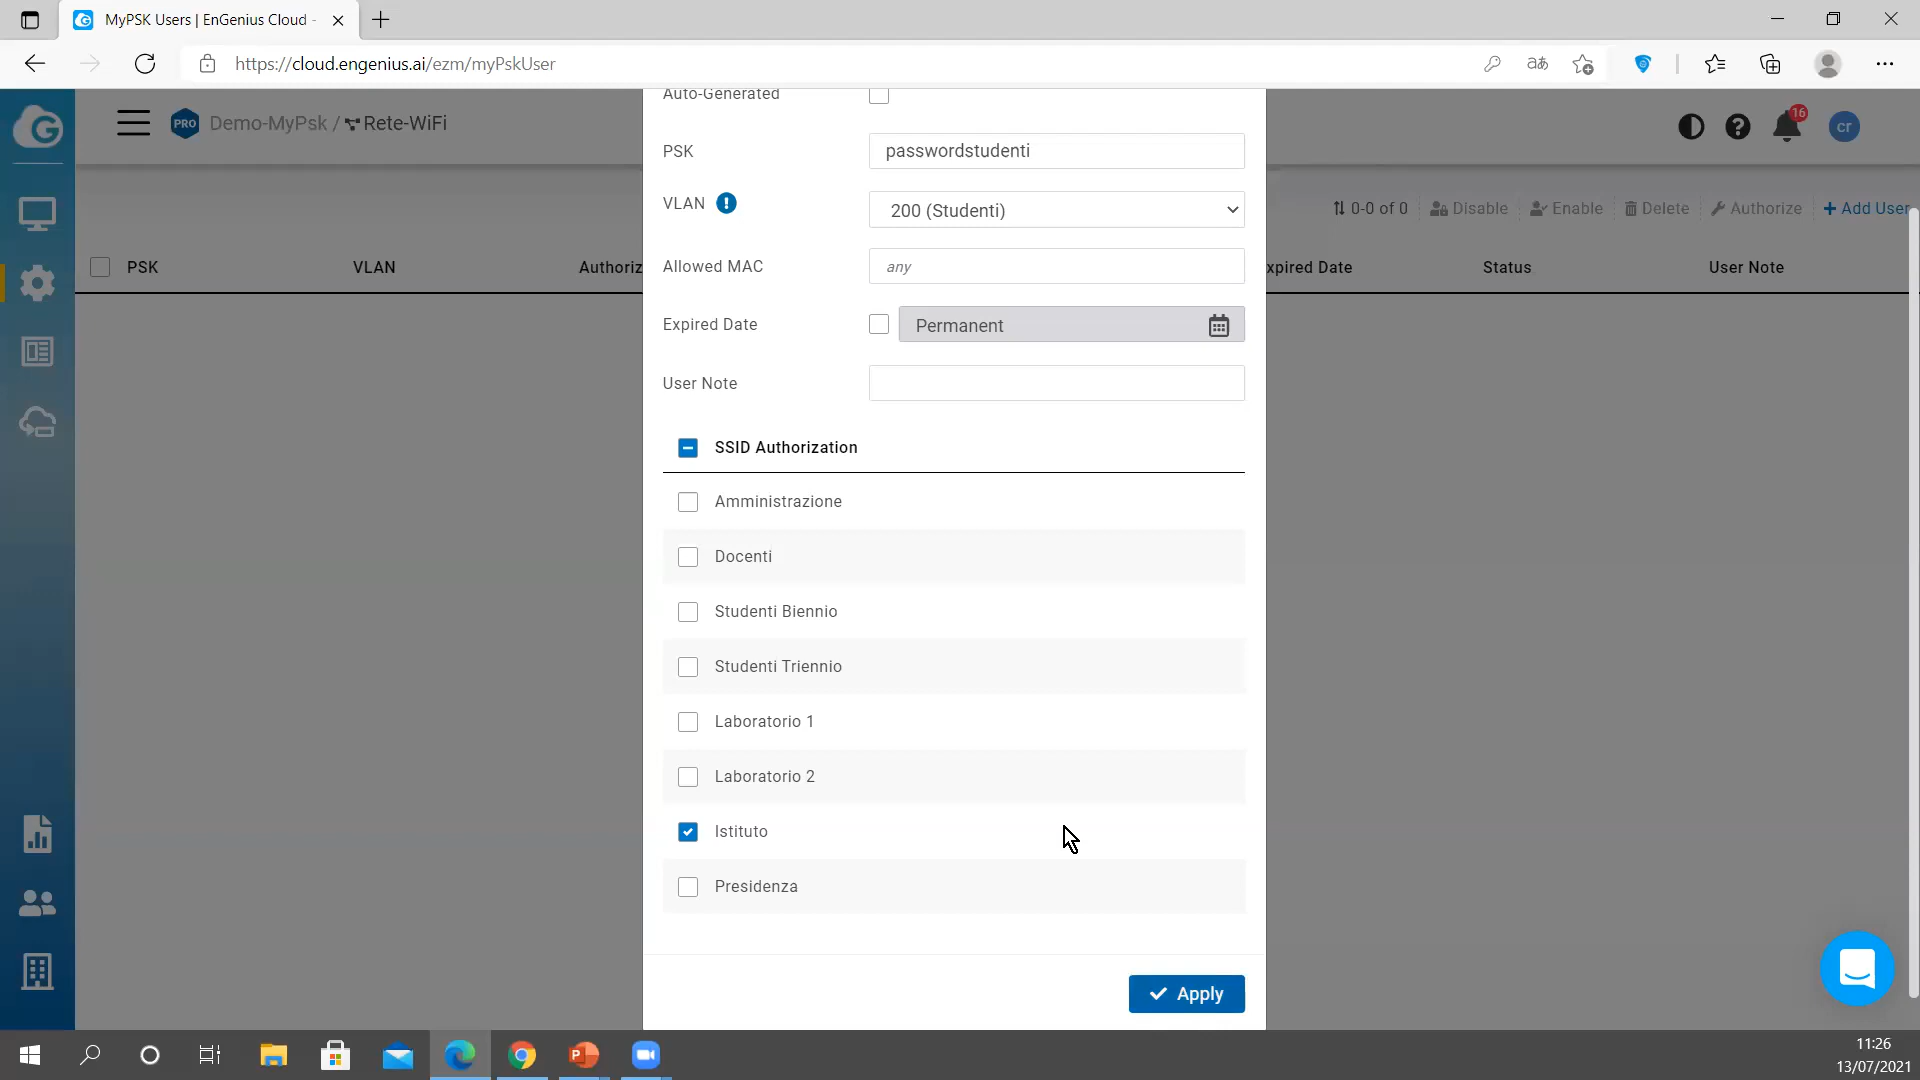 MyPSK Users | EnGenius Cloud -
https://cloud.engenius.ai/ezm/myPskUser
aあ
PRO Demo-MyPsk / Rete-WiFi
16
cr
Auto-Generated
PSK passwordstudenti
VLAN 200 (Studenti)
Allowed MAC any
Expired Date Permanent
User Note
0-0 of 0 Disable Enable Delete Authorize + Add User
PSK VLAN Authoriz xpired Date Status User Note
SSID Authorization
Amministrazione
Docenti
Studenti Biennio
Studenti Triennio
Laboratorio 1
Laboratorio 2
Istituto
Presidenza
Apply
11:26
13/07/2021